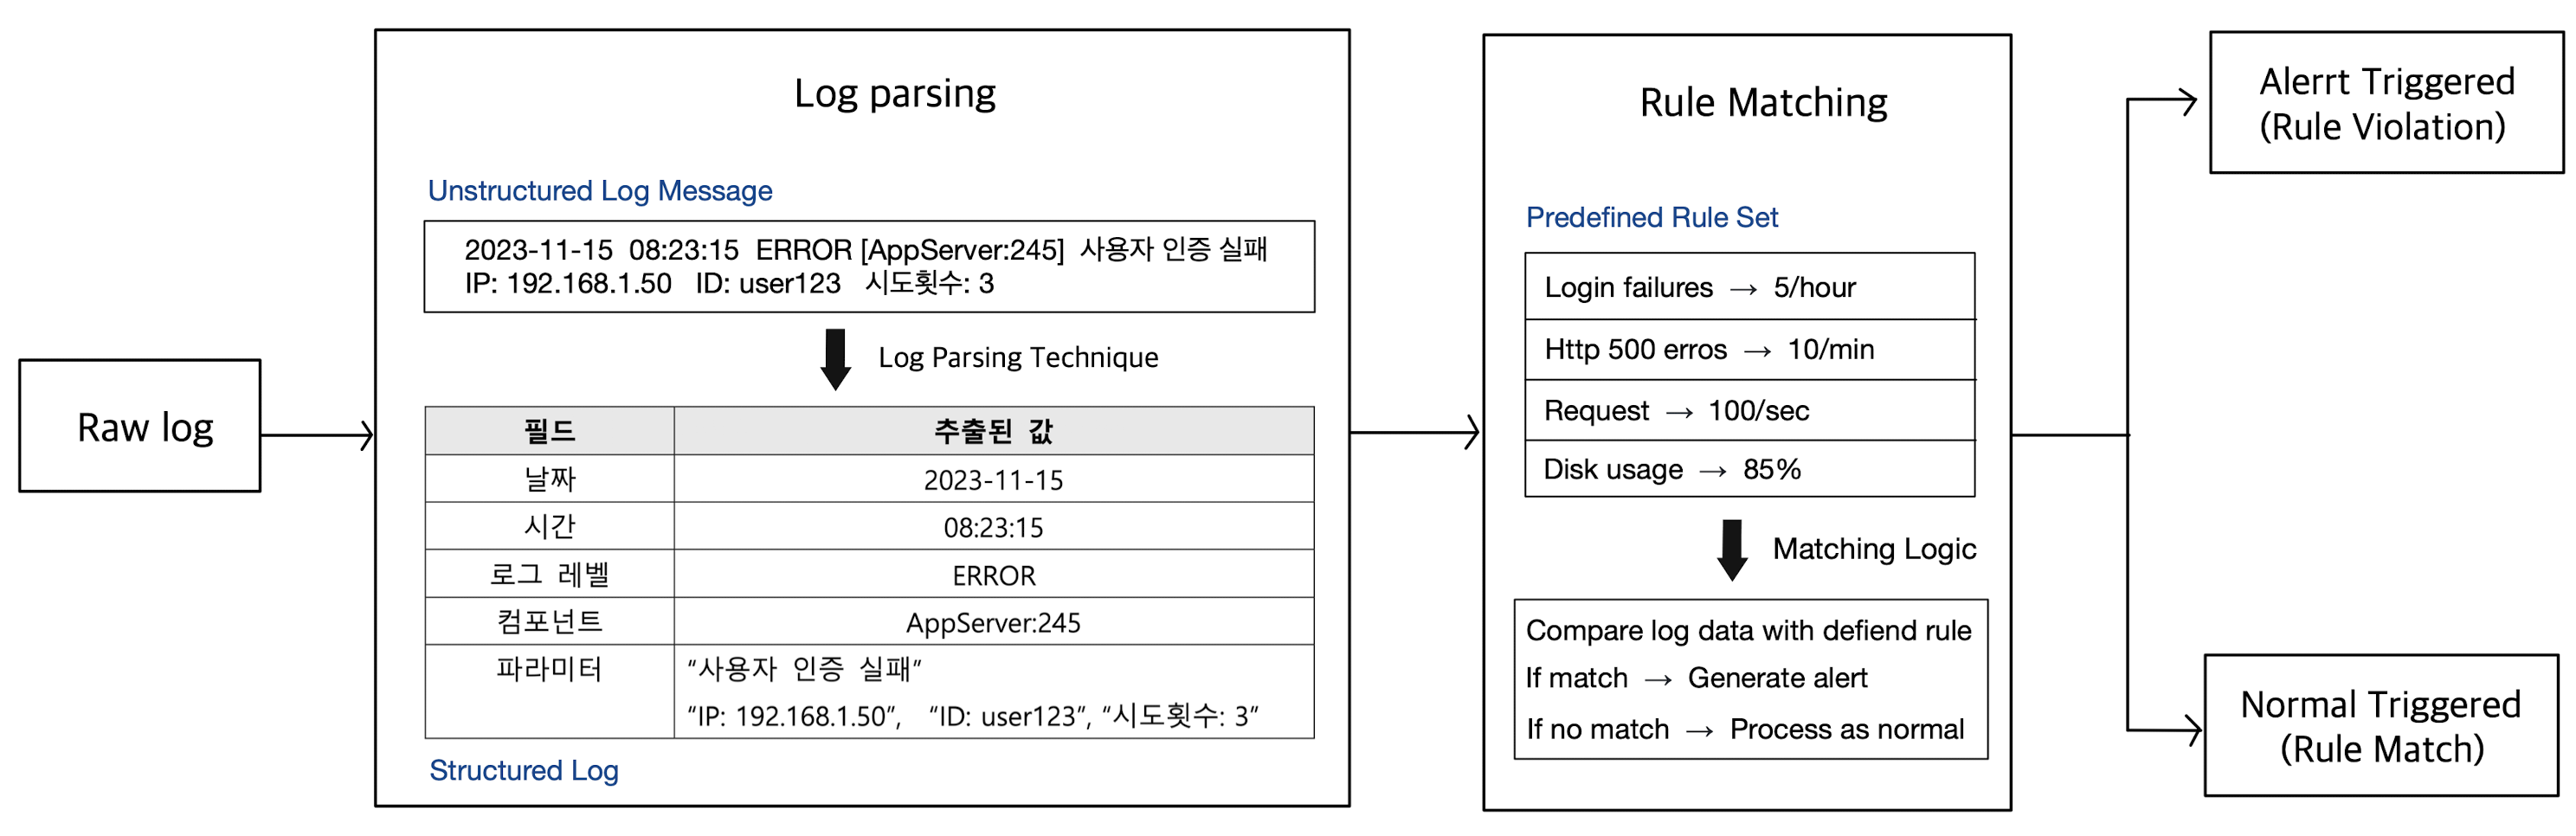 Raw log
Log parsing
Unstructured Log Message
2023-11-15 08:23:15 ERROR [AppServer:245] 사용자 인증 실패
IP: 192.168.1.50 ID: user123 시도횟수: 3
Log Parsing Technique
필드 추출된 값
날짜 2023-11-15
시간 08:23:15
로그 레벨 ERROR
컴포넌트 AppServer:245
파라미터 “사용자 인증 실패”
“IP: 192.168.1.50”, “ID: user123”, “시도횟수: 3”
Structured Log
Rule Matching
Predefined Rule Set
Login failures → 5/hour
Http 500 erros → 10/min
Request → 100/sec
Disk usage → 85%
Matching Logic
Compare log data with defiend rule
If match → Generate alert
If no match → Process as normal
Alerrt Triggered
(Rule Violation)
Normal Triggered
(Rule Match)